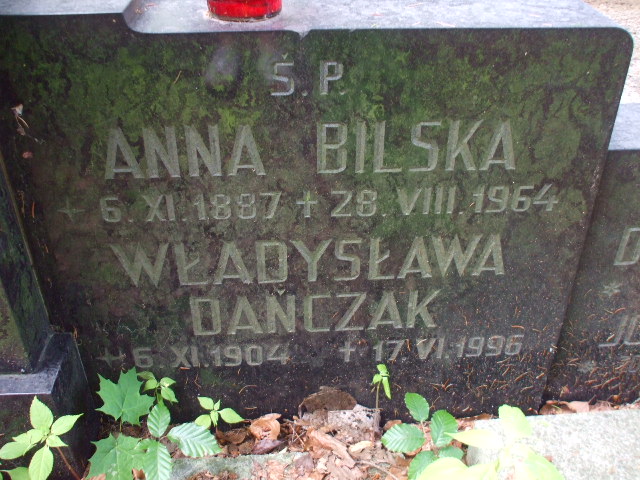 Ś.P.
ANNA BILSKA
6.XI.1887 + 28.VIII.1964
WŁADYSŁAWA
DAŃCZAK
6.XI.1904 + 17.VI.1996